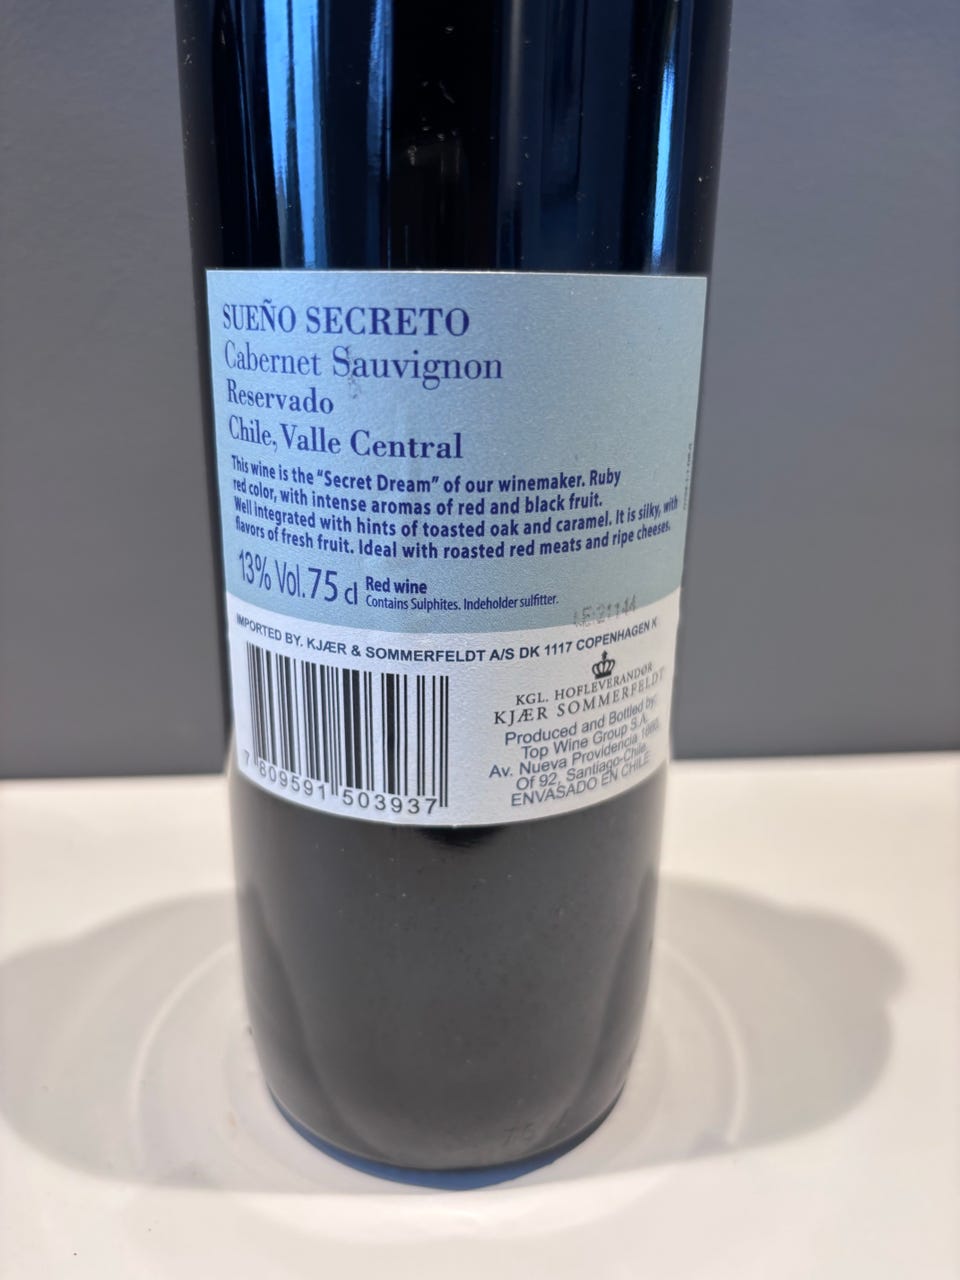 SUEÑO SECRETO
Cabernet Sauvignon
Reservado
Chile, Valle Central
This wine is the “Secret Dream” of our winemaker. Ruby
red color, with intense aromas of red and black fruit.
Well integrated with hints of toasted oak and caramel. It is silky, with
flavors of fresh fruit. Ideal with roasted red meats and ripe cheeses.
13% Vol. 75 cl Red wine
Contains Sulphites. Indeholder sulfitter.
IMPORTED BY. KJÆR & SOMMERFELDT A/S DK 1117 COPENHAGEN K
KGL. HOFLEVERANDØR
KJÆR SOMMERFELDT
Produced and Bottled by:
Top Wine Group S.A.
Av. Nueva Providencia
Of 92, Santiago-Chile.
ENVASADO EN CHILE
7 809591 503937